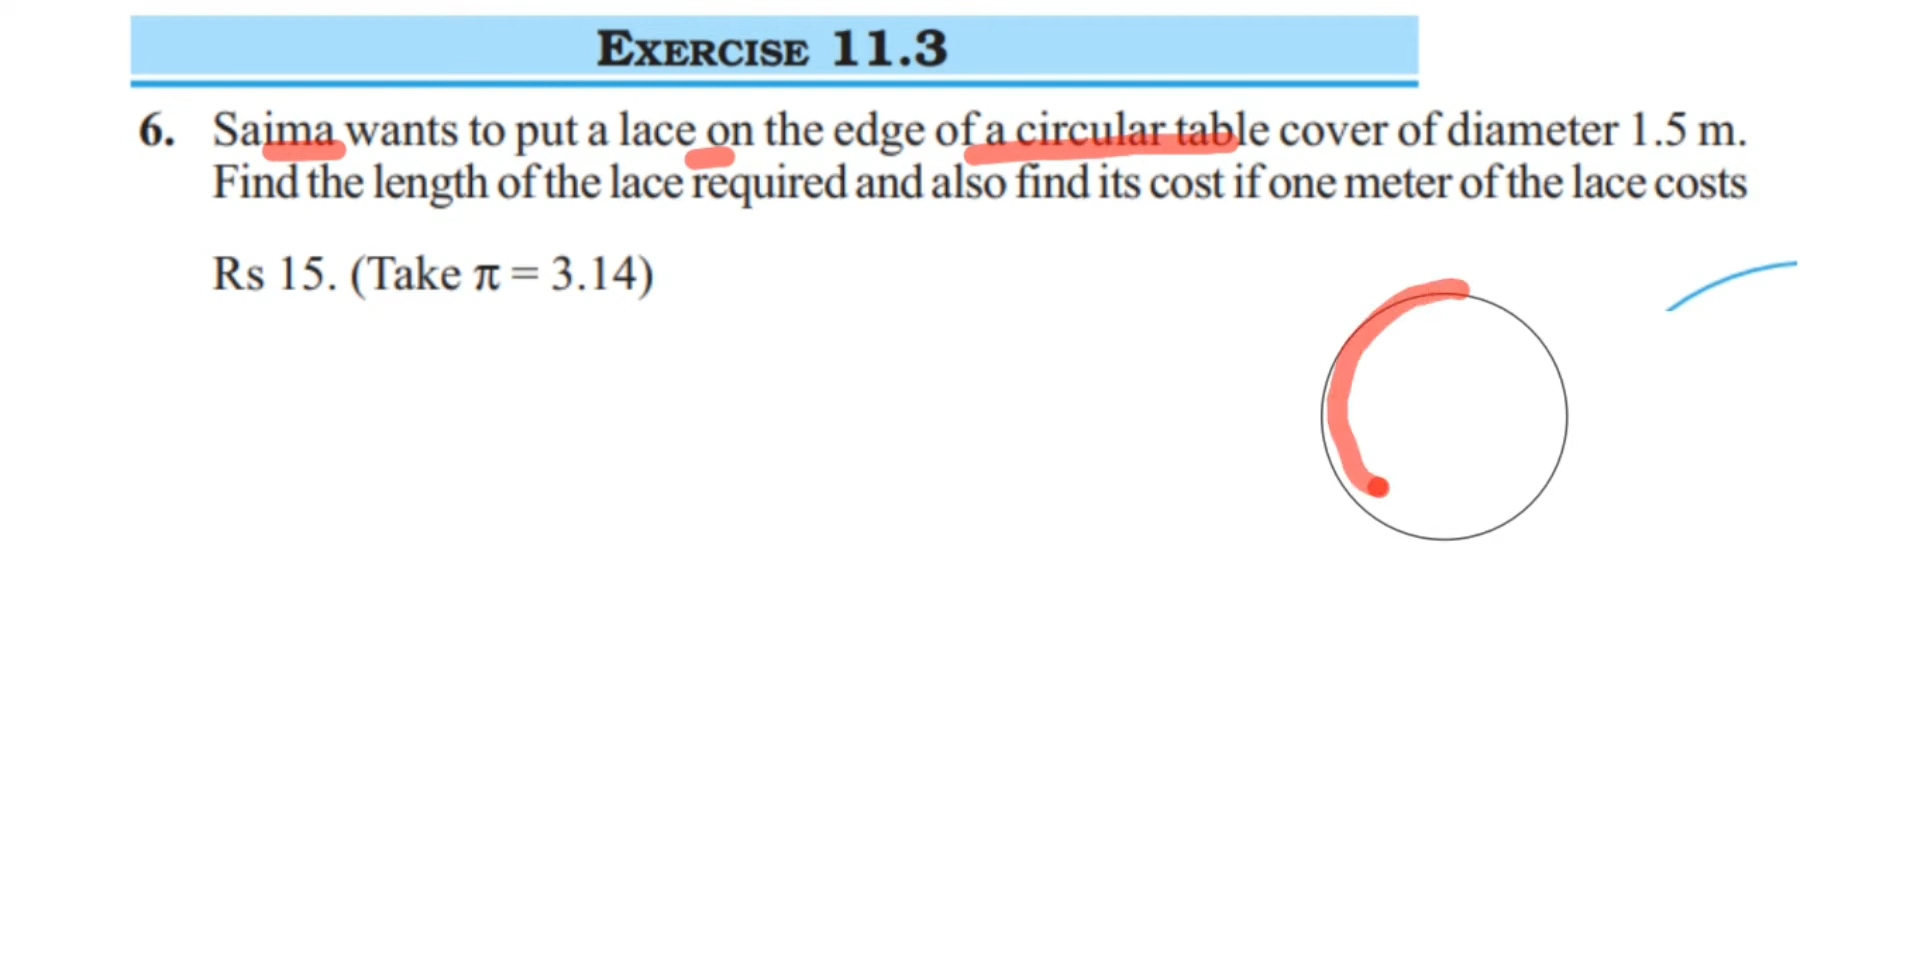 EXERCISE 11.3
6. Saima wants to put a lace on the edge of a circular table cover of diameter 1.5 m.
Find the length of the lace required and also find its cost if one meter of the lace costs
Rs 15. (Take π = 3.14)